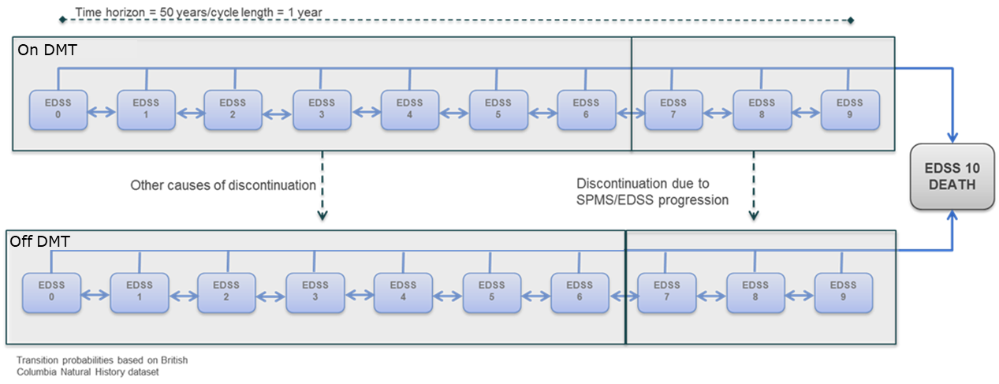 Time horizon = 50 years/cycle length = 1 year
On DMT
EDSS
0
EDSS
1
EDSS
2
EDSS
3
EDSS
4
EDSS
5
EDSS
6
EDSS
7
EDSS
8
EDSS
9
EDSS 10
DEATH
Other causes of discontinuation
Discontinuation due to
SPMS/EDSS progression
Off DMT
EDSS
0
EDSS
1
EDSS
2
EDSS
3
EDSS
4
EDSS
5
EDSS
6
EDSS
7
EDSS
8
EDSS
9
Transition probabilities based on British
Columbia Natural History dataset